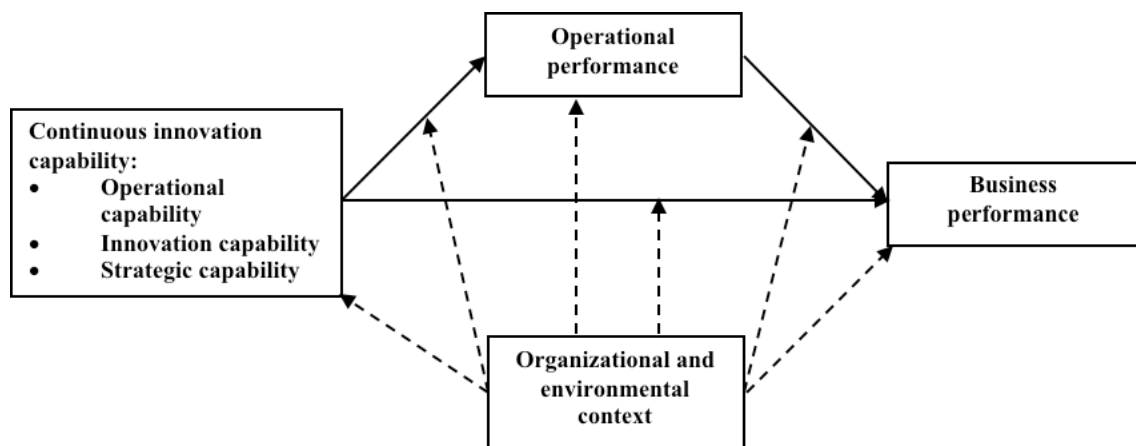 Operational
performance
Continuous innovation
capability:
• Operational
capability
• Innovation capability
• Strategic capability
Business
performance
Organizational and
environmental
context